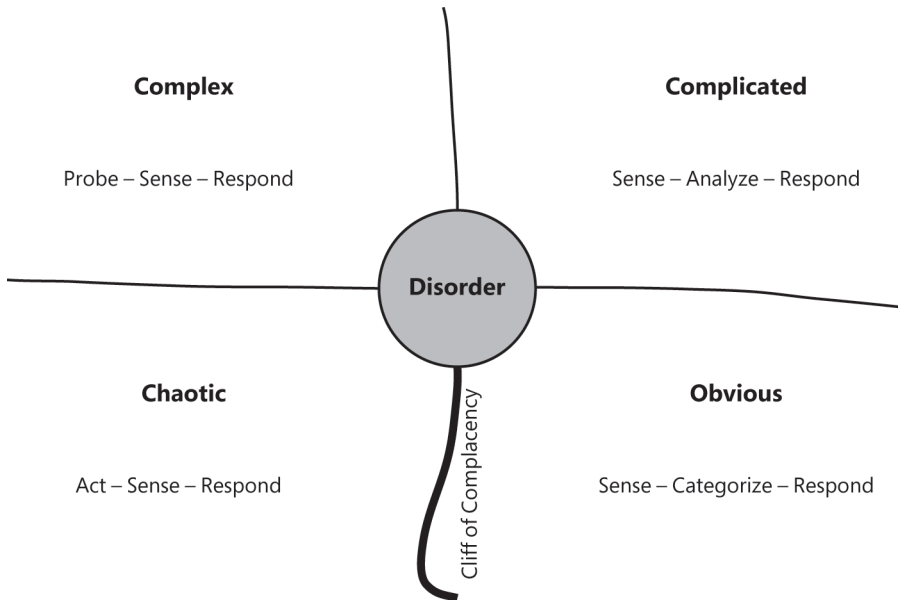 Complex
Complicated
Probe – Sense – Respond
Sense – Analyze – Respond
Disorder
Chaotic
Obvious
Cliff of Complacency
Act – Sense – Respond
Sense – Categorize – Respond